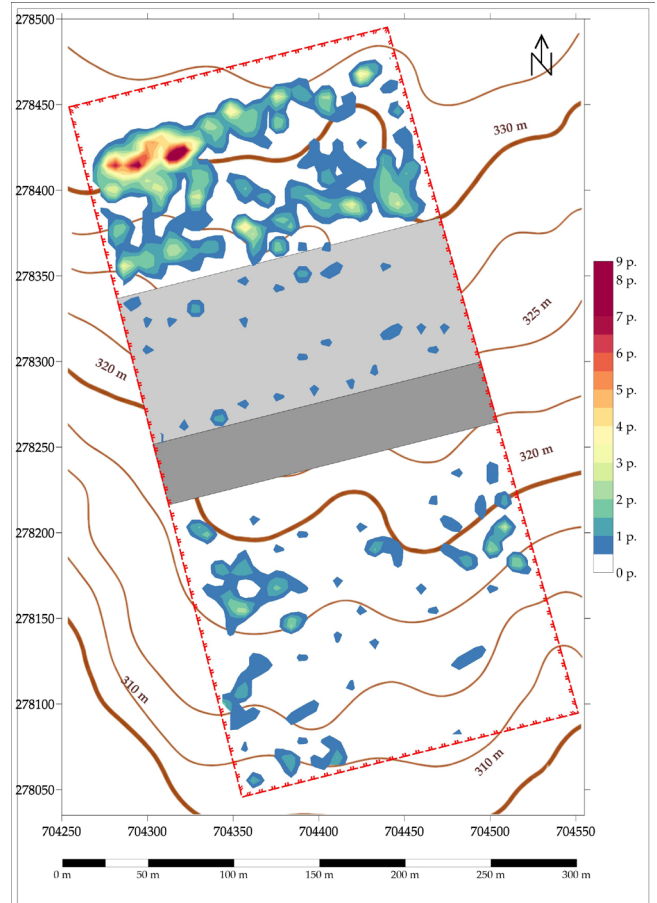 278500
278450
278400
278350
278300
278250
278200
278150
278100
278050
N
330 m
325 m
320 m
320 m
310 m
310 m
9 p.
8 p.
7 p.
6 p.
5 p.
4 p.
3 p.
2 p.
1 p.
0 p.
704250
704300
704350
704400
704450
704500
704550
0 m
50 m
100 m
150 m
200 m
250 m
300 m